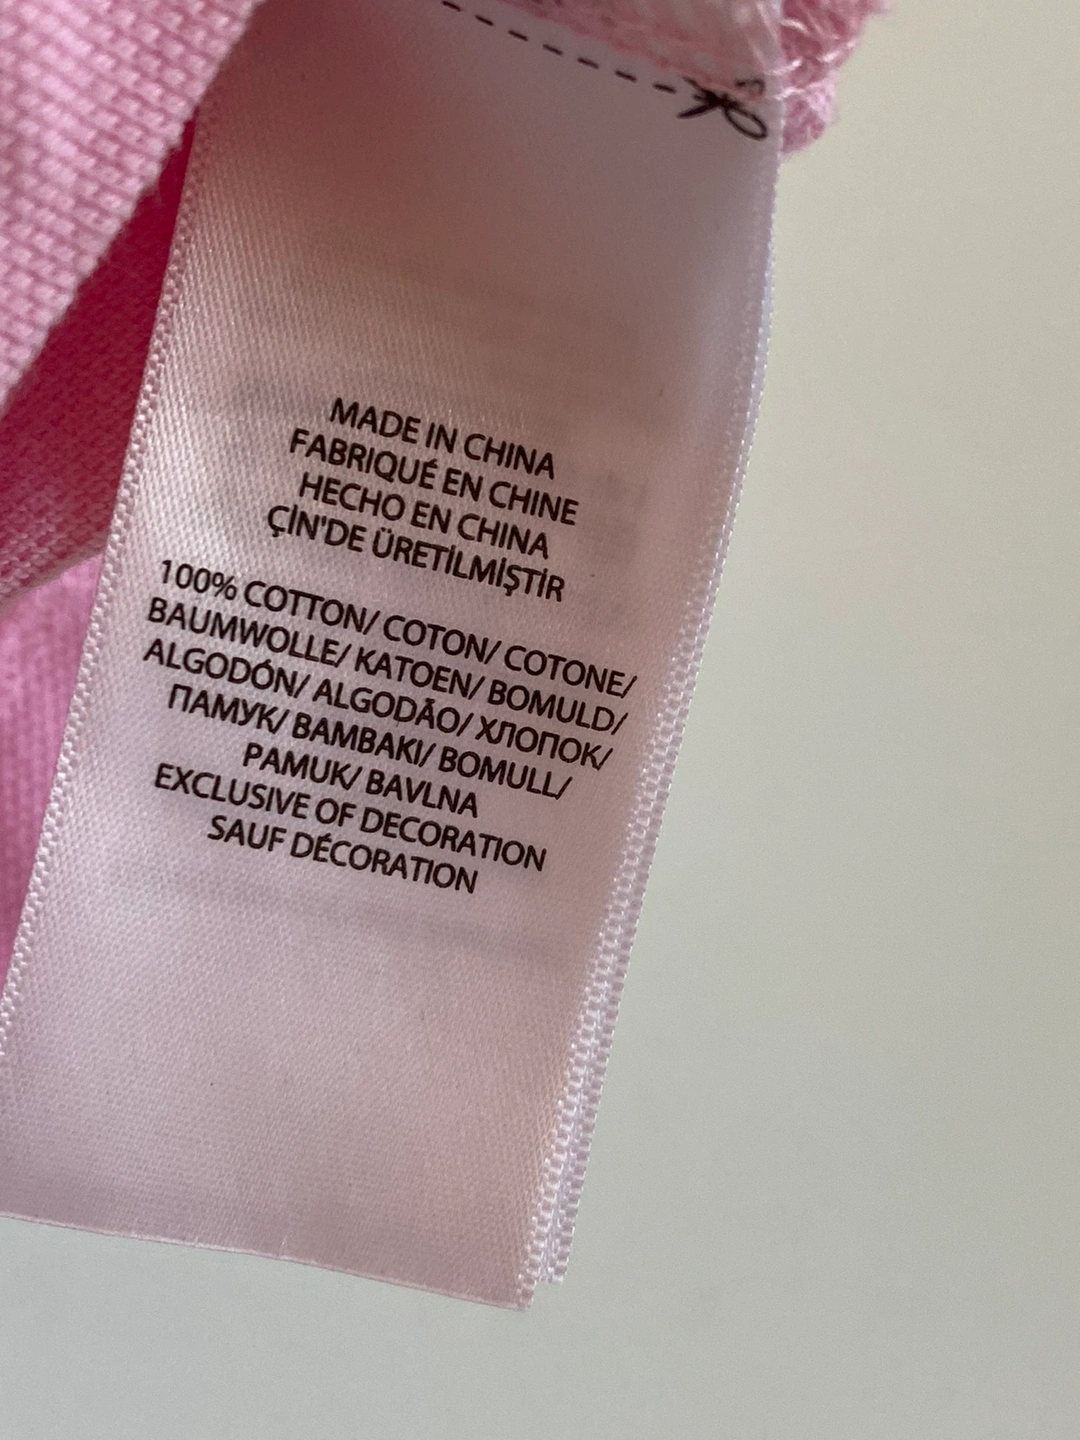 MADE IN CHINA
FABRIQUÉ EN CHINE
HECHO EN CHINA
ÇİN'DE ÜRETİLMİŞTİR
100% COTTON/ COTON/ COTONE/
BAUMWOLLE/ KATOEN/ BOMULD/
ALGODÓN/ ALGODÃO/ ХЛОПОК/
ПАМУК/ BAMBAKI/ BOMULL/
PAMUK/ BAVLNA
EXCLUSIVE OF DECORATION
SAUF DÉCORATION